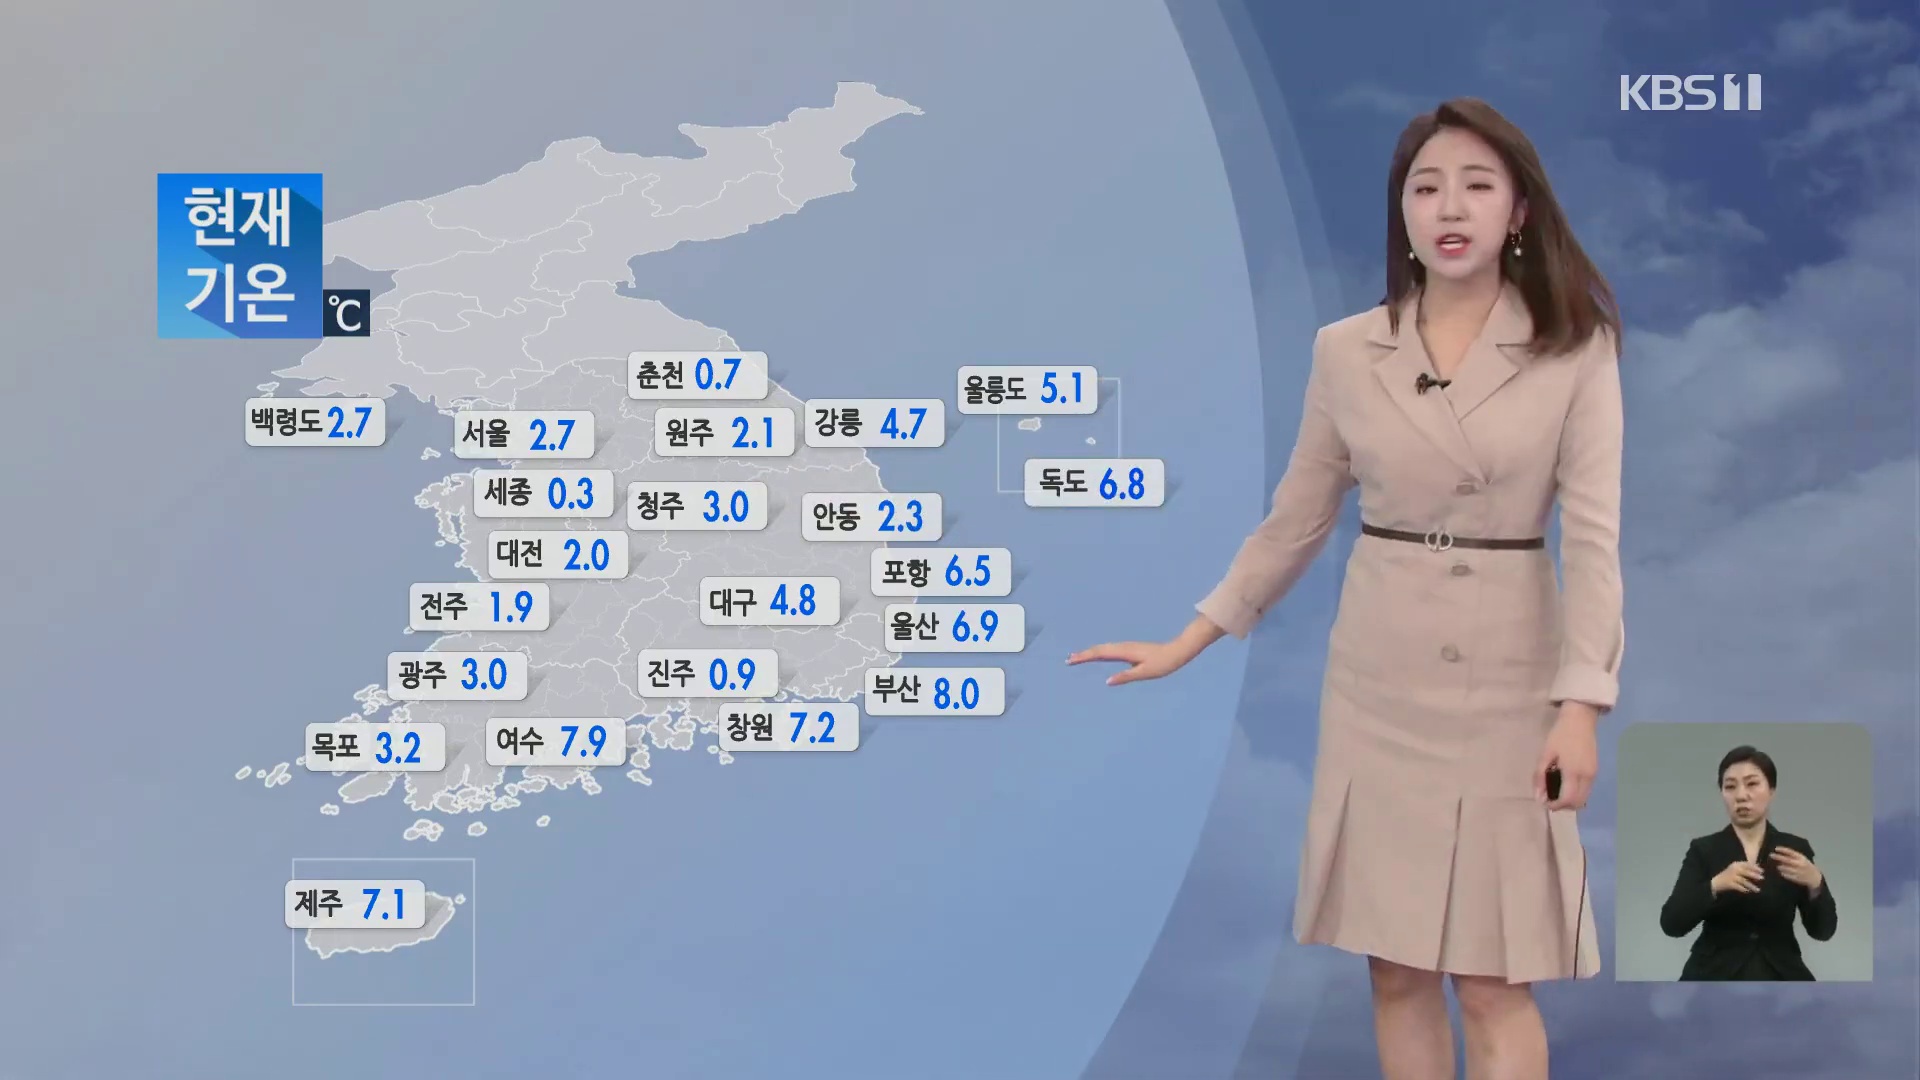 KBS 1
현재
기온
℃
춘천 0.7
울릉도 5.1
백령도 2.7
서울 2.7
원주 2.1
강릉 4.7
독도 6.8
세종 0.3
청주 3.0
안동 2.3
대전 2.0
포항 6.5
전주 1.9
대구 4.8
울산 6.9
광주 3.0
진주 0.9
부산 8.0
목포 3.2
여수 7.9
창원 7.2
제주 7.1